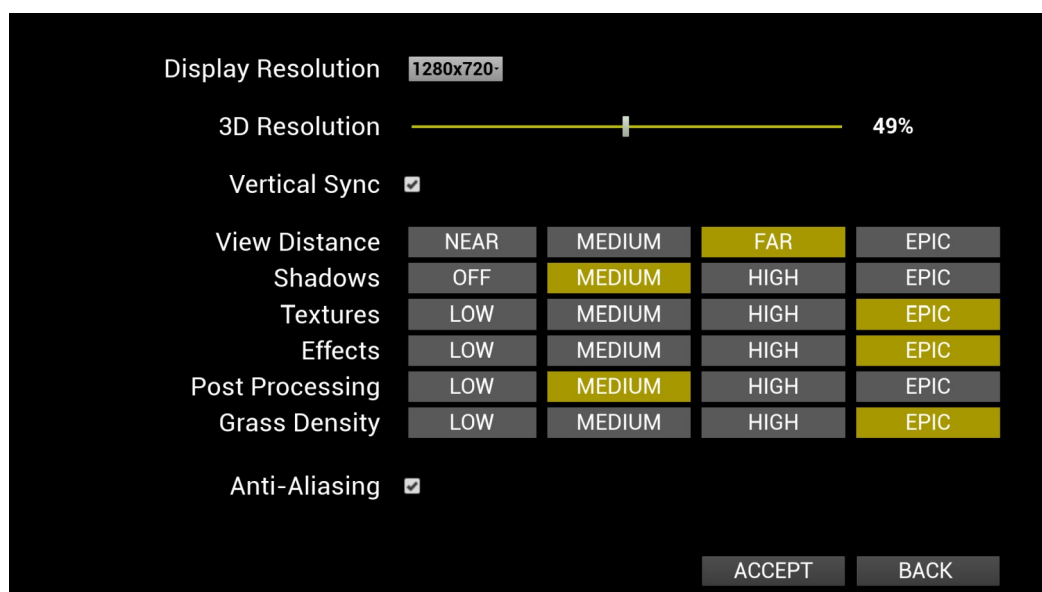 Display Resolution 1280x720
3D Resolution 49%
Vertical Sync
View Distance NEAR MEDIUM FAR EPIC
Shadows OFF MEDIUM HIGH EPIC
Textures LOW MEDIUM HIGH EPIC
Effects LOW MEDIUM HIGH EPIC
Post Processing LOW MEDIUM HIGH EPIC
Grass Density LOW MEDIUM HIGH EPIC
Anti-Aliasing
ACCEPT BACK